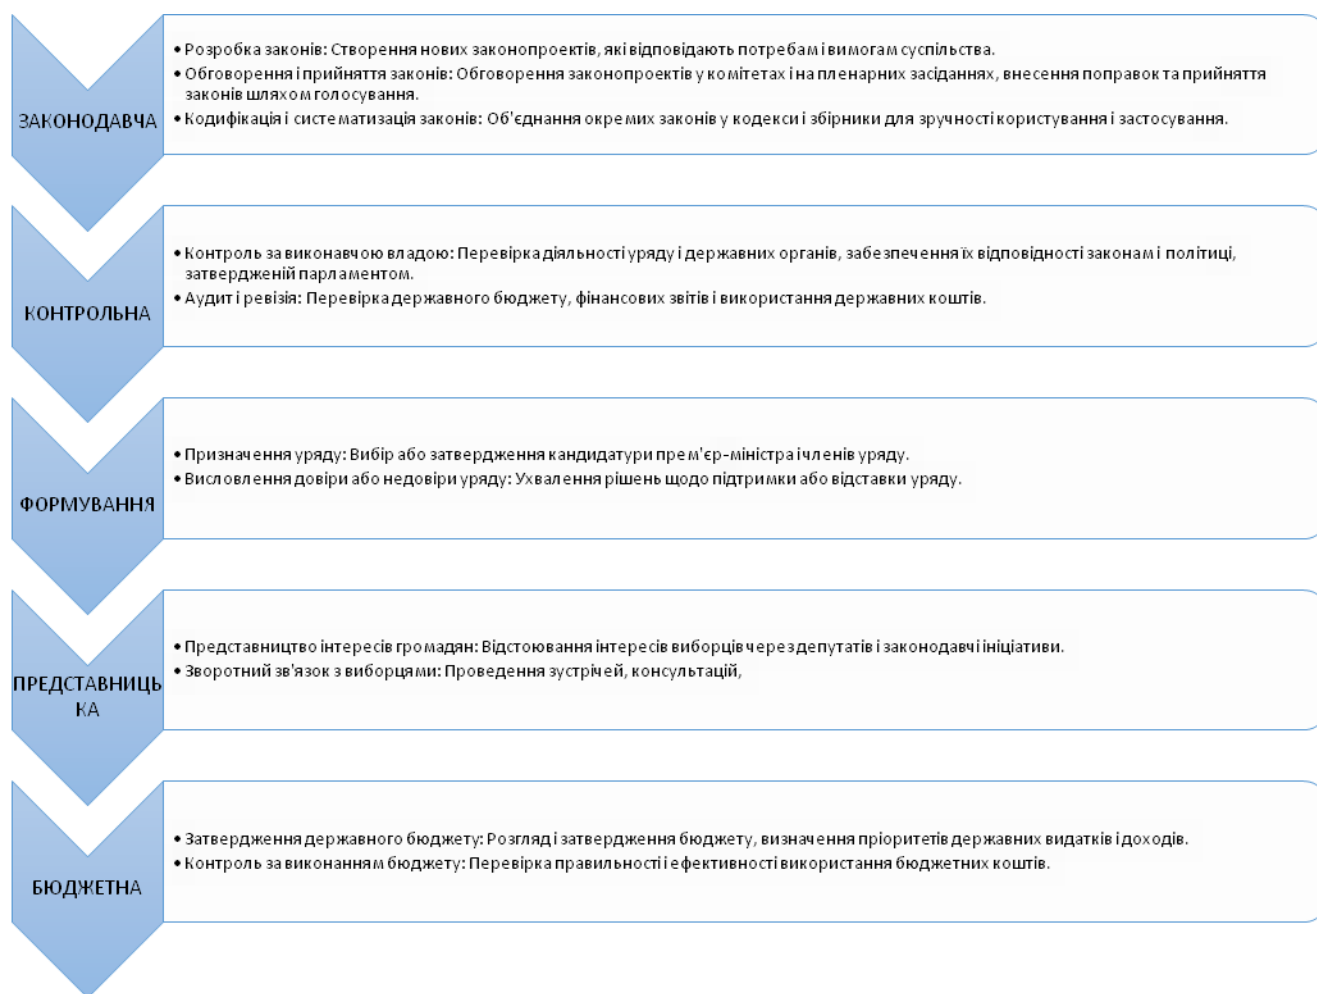 ЗАКОНОДАВЧА
• Розробка законів: Створення нових законопроектів, які відповідають потребам і вимогам суспільства.
• Обговорення і прийняття законів: Обговорення законопроектів у комітетах і на пленарних засіданнях, внесення поправок та прийняття
законів шляхом голосування.
• Кодифікація і систематизація законів: Об'єднання окремих законів у кодекси і збірники для зручності користування і застосування.
КОНТРОЛЬНА
• Контроль за виконавчою владою: Перевірка діяльності уряду і державних органів, забезпечення їх відповідності законам і політиці,
затвердженій парламентом.
• Аудит і ревізія: Перевірка державного бюджету, фінансових звітів і використання державних коштів.
ФОРМУВАННЯ
• Призначення уряду: Вибір або затвердження кандидатури прем'єр-міністра і членів уряду.
• Висловлення довіри або недовіри уряду: Ухвалення рішень щодо підтримки або відставки уряду.
ПРЕДСТАВНИЦЬ
КА
• Представництво інтересів громадян: Відстоювання інтересів виборців через депутатів і законодавчі ініціативи.
• Зворотний зв'язок з виборцями: Проведення зустрічей, консультацій,
БЮДЖЕТНА
• Затвердження державного бюджету: Розгляд і затвердження бюджету, визначення пріоритетів державних видатків і доходів.
• Контроль за виконанням бюджету: Перевірка правильності і ефективності використання бюджетних коштів.